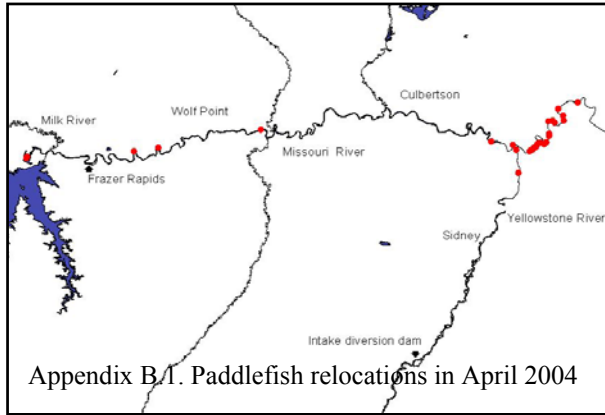 Culbertson
Wolf Point
Milk River
Missouri River
Frazer Rapids
Yellowstone River
Sidney
Intake diversion dam
Appendix B.1. Paddlefish relocations in April 2004